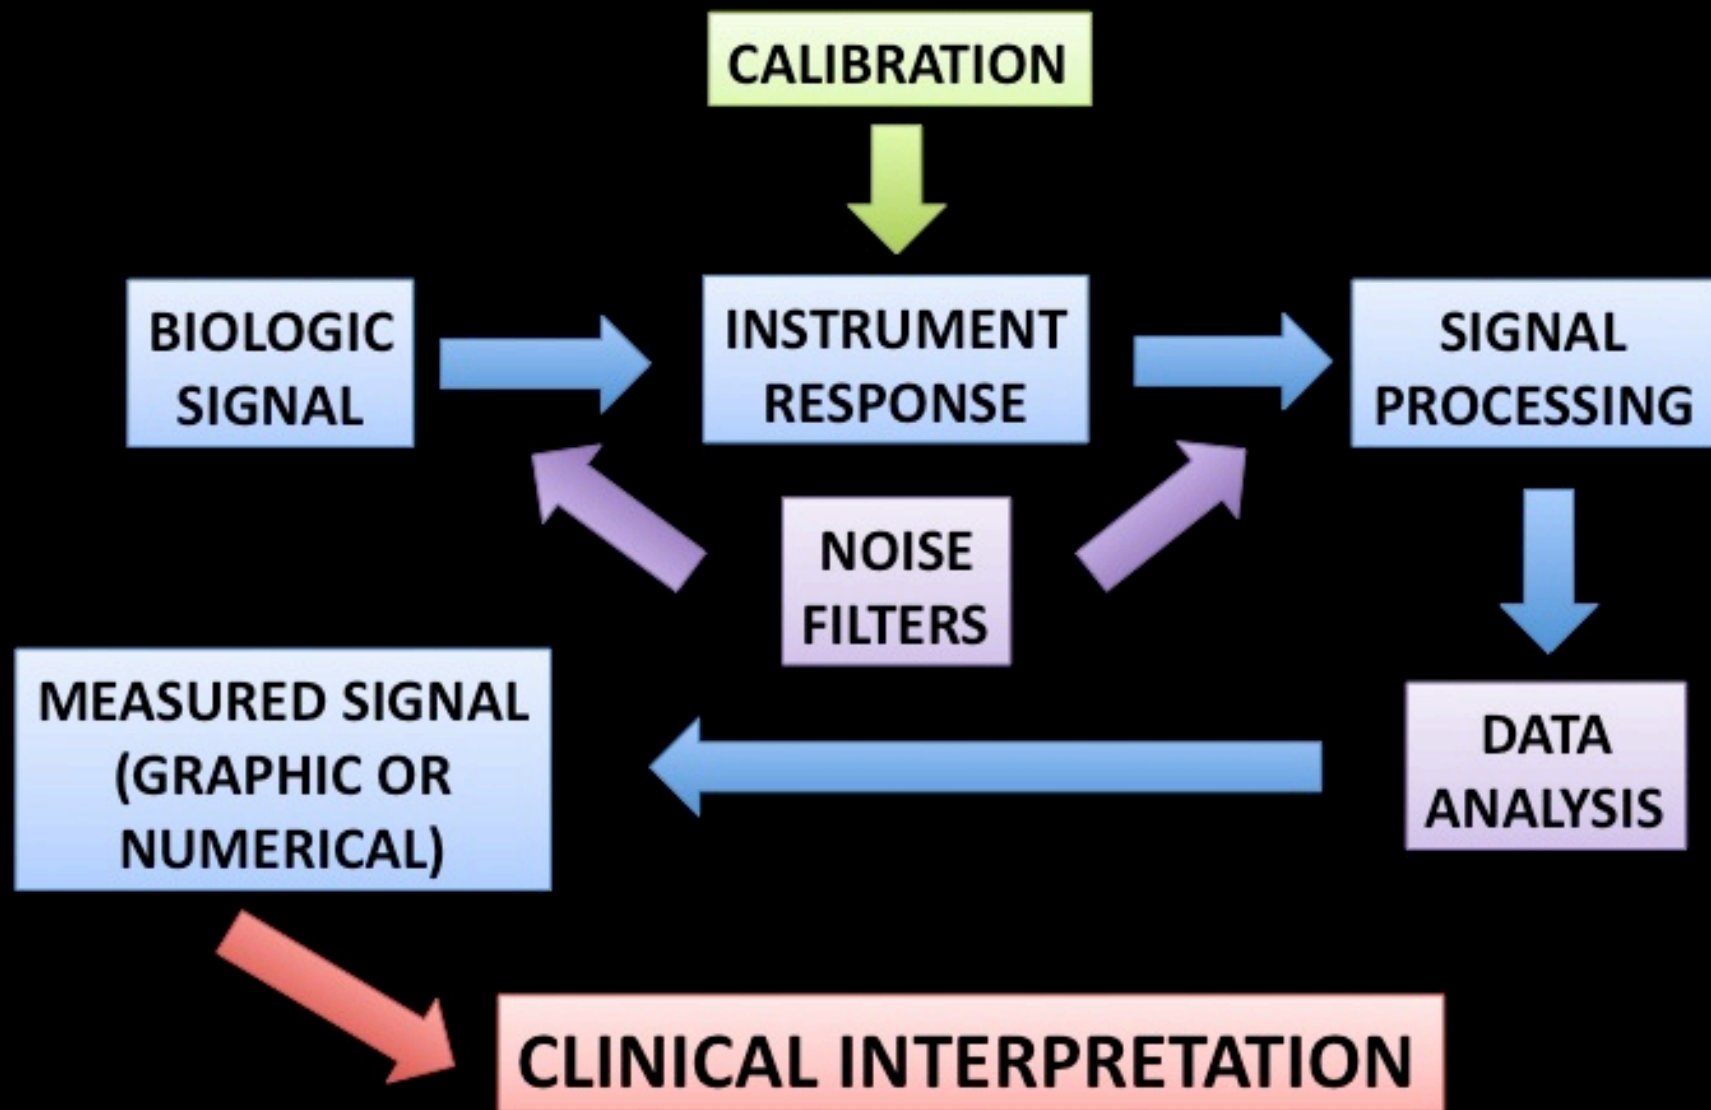 CALIBRATION
BIOLOGIC
SIGNAL
INSTRUMENT
RESPONSE
SIGNAL
PROCESSING
NOISE
FILTERS
MEASURED SIGNAL
(GRAPHIC OR
NUMERICAL)
DATA
ANALYSIS
CLINICAL INTERPRETATION